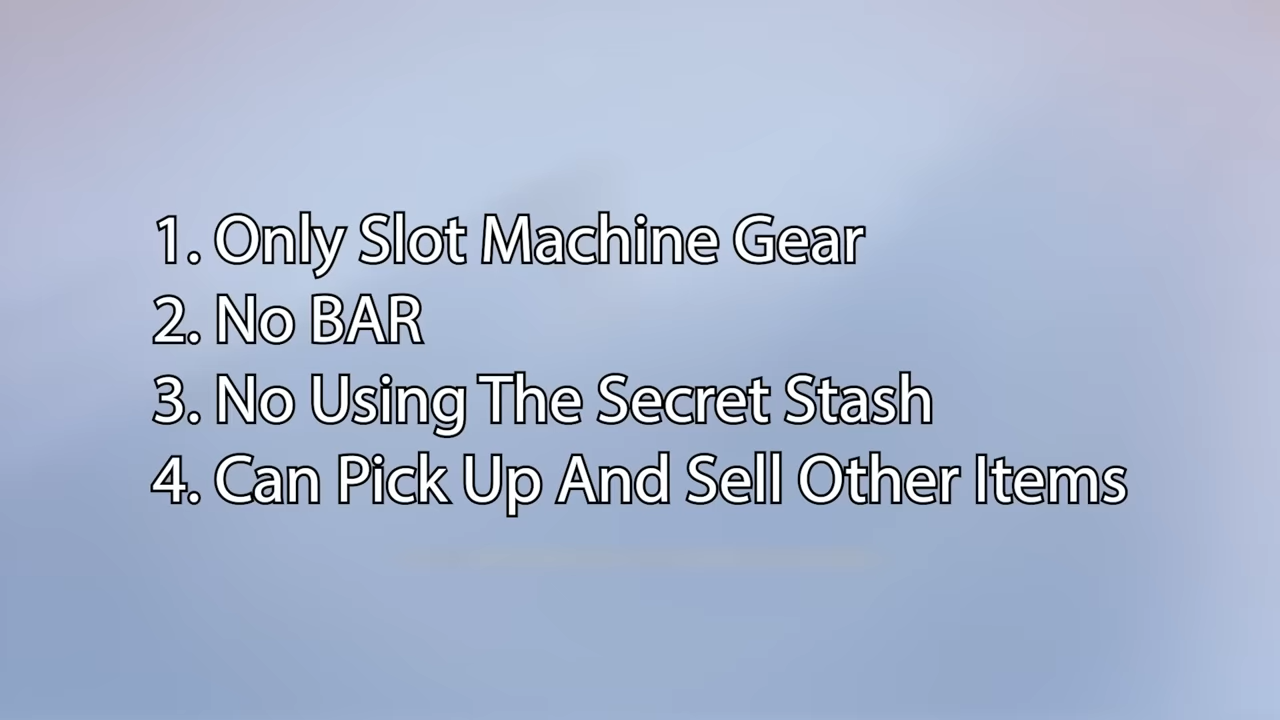 1. Only Slot Machine Gear
2. No BAR
3. No Using The Secret Stash
4. Can Pick Up And Sell Other Items